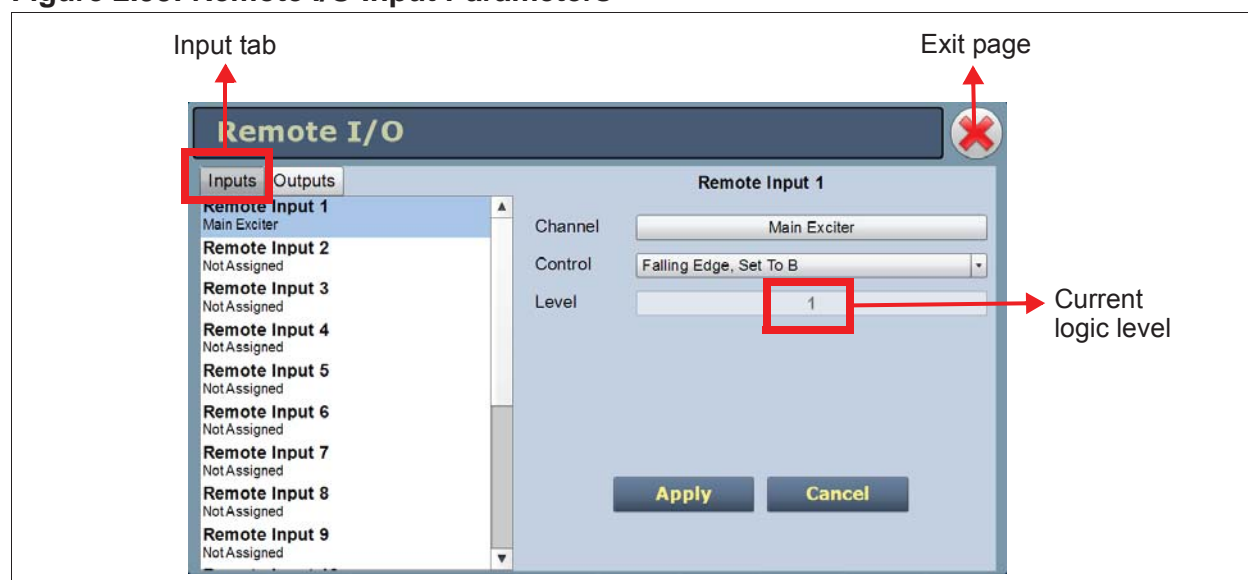 Input tab
Exit page
Remote I/O
Inputs
Outputs
Remote Input 1
Main Exciter
Remote Input 2
Not Assigned
Remote Input 3
Not Assigned
Remote Input 4
Not Assigned
Remote Input 5
Not Assigned
Remote Input 6
Not Assigned
Remote Input 7
Not Assigned
Remote Input 8
Not Assigned
Remote Input 9
Not Assigned
Remote Input 1
Channel
Main Exciter
Control
Falling Edge, Set To B
Level
1
Current
logic level
Apply
Cancel